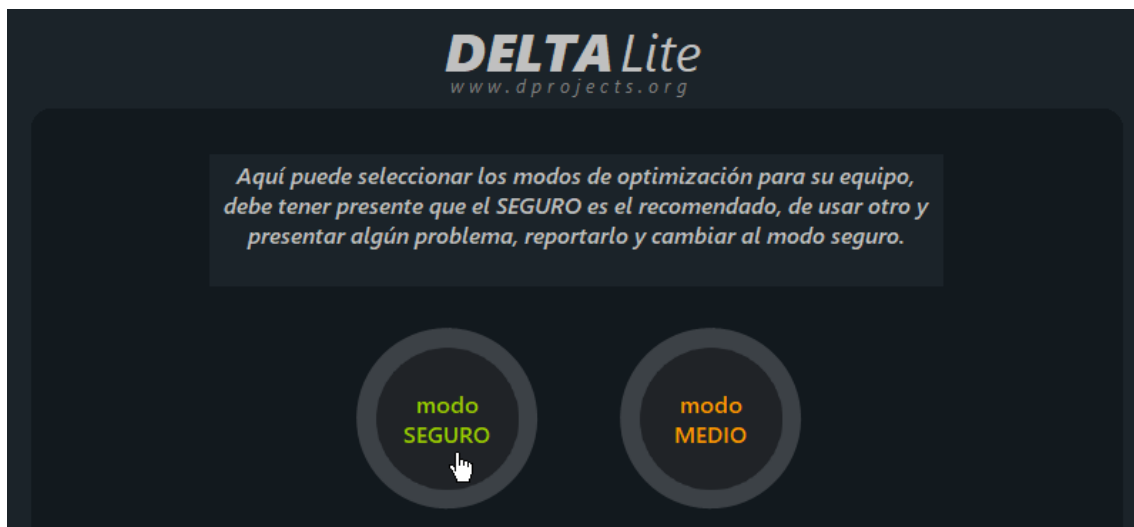 DELTA Lite
www.dprojects.org
Aquí puede seleccionar los modos de optimización para su equipo,
debe tener presente que el SEGURO es el recomendado, de usar otro y
presentar algún problema, reportarlo y cambiar al modo seguro.
modo
SEGURO
modo
MEDIO